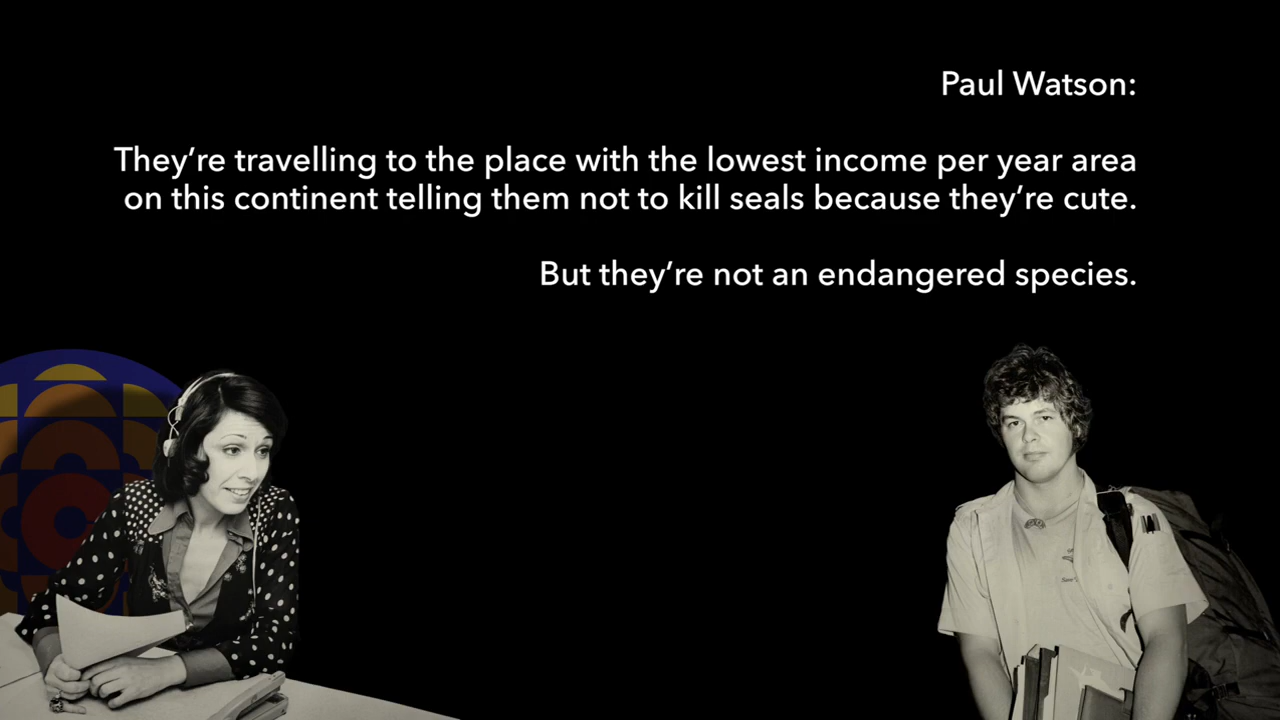 Paul Watson:
They’re travelling to the place with the lowest income per year area
on this continent telling them not to kill seals because they’re cute.
But they’re not an endangered species.